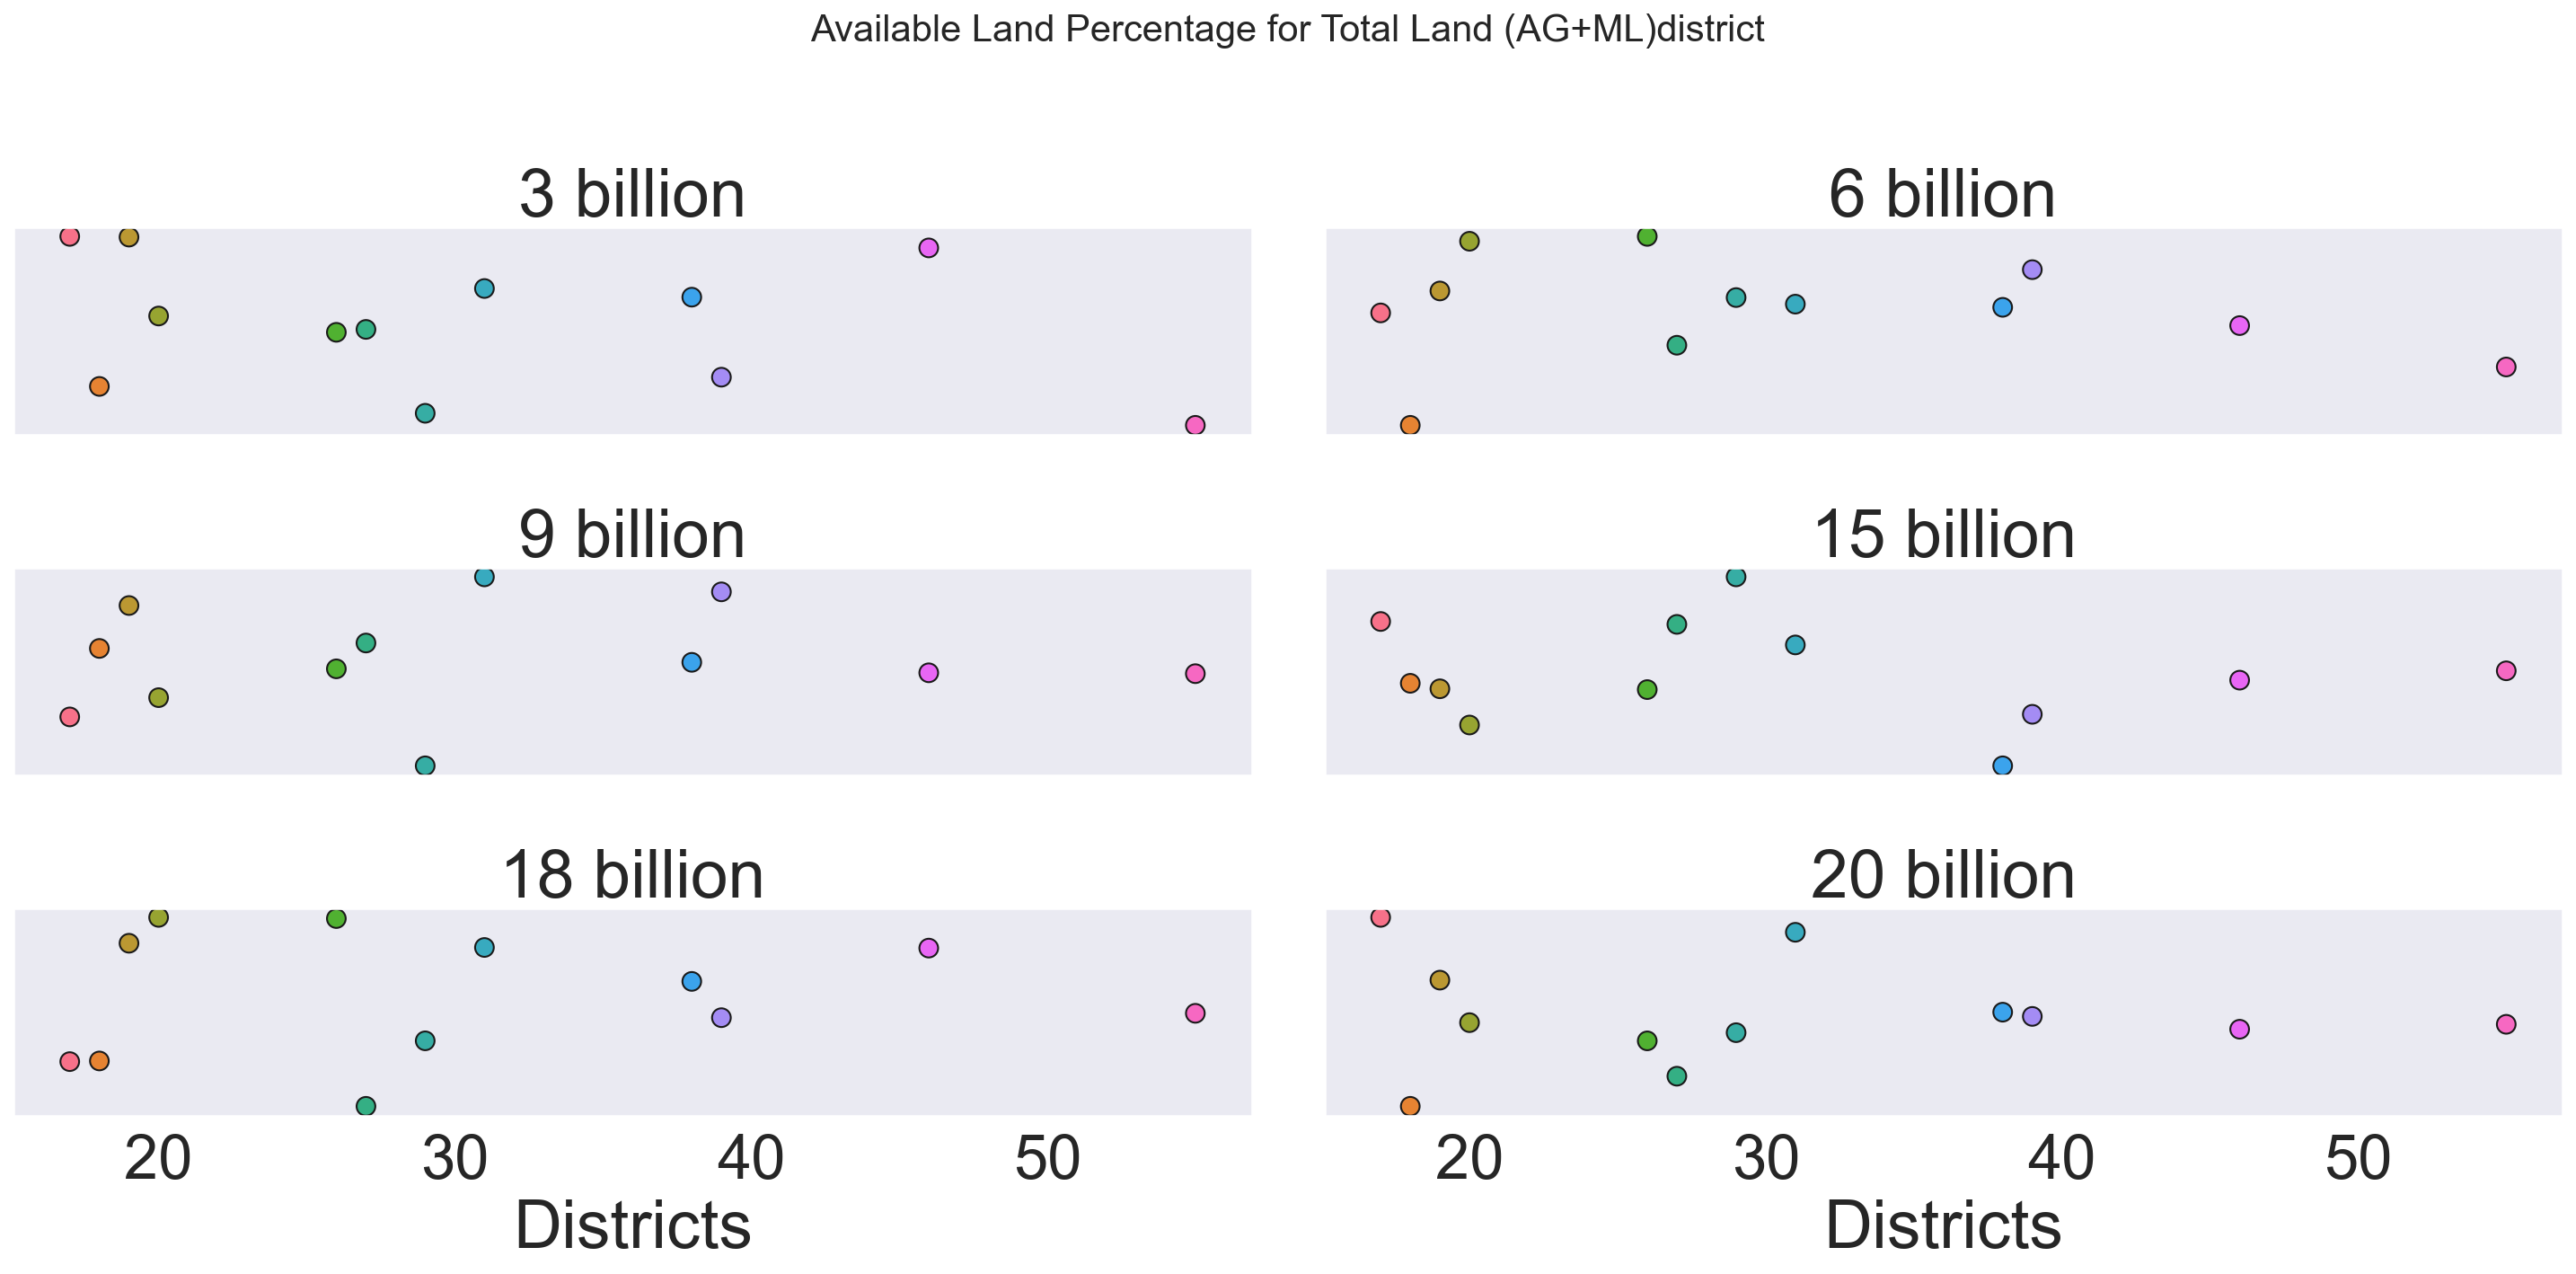 Available Land Percentage for Total Land (AG+ML)district
3 billion
6 billion
9 billion
15 billion
18 billion
20 billion
20 30 40 50
20 30 40 50
Districts
Districts